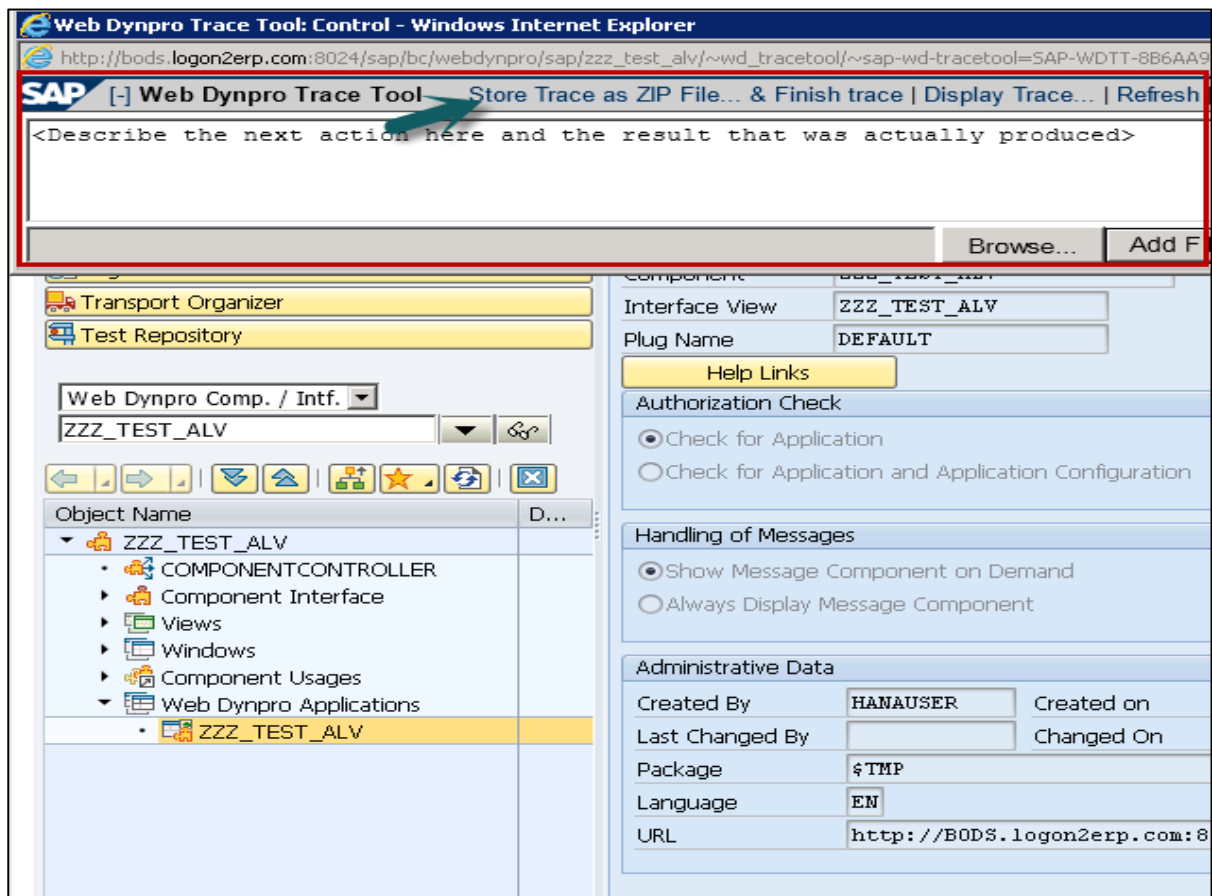 Web Dynpro Trace Tool: Control - Windows Internet Explorer
http://bods.logon2erp.com:8024/sap/bc/webdynpro/sap/zzz_test_alv/~wd_tracetool/~sap-wd-tracetool=SAP-WDTT-8B6AA9
SAP [-] Web Dynpro Trace Tool Store Trace as ZIP File... & Finish trace | Display Trace... | Refresh
<Describe the next action here and the result that was actually produced>
Browse... Add F
Component ZZZ_TEST_ALV
Transport Organizer
Interface View ZZZ_TEST_ALV
Test Repository
Plug Name DEFAULT
Help Links
Web Dynpro Comp. / Intf.
ZZZ_TEST_ALV
Authorization Check
Check for Application
Check for Application and Application Configuration
Object Name D...
ZZZ_TEST_ALV
COMPONENTCONTROLLER
Component Interface
Views
Windows
Component Usages
Web Dynpro Applications
ZZZ_TEST_ALV
Handling of Messages
Show Message Component on Demand
Always Display Message Component
Administrative Data
Created By HANAUSER Created on
Last Changed By Changed On
Package $TMP
Language EN
URL http://BODS.logon2erp.com:8